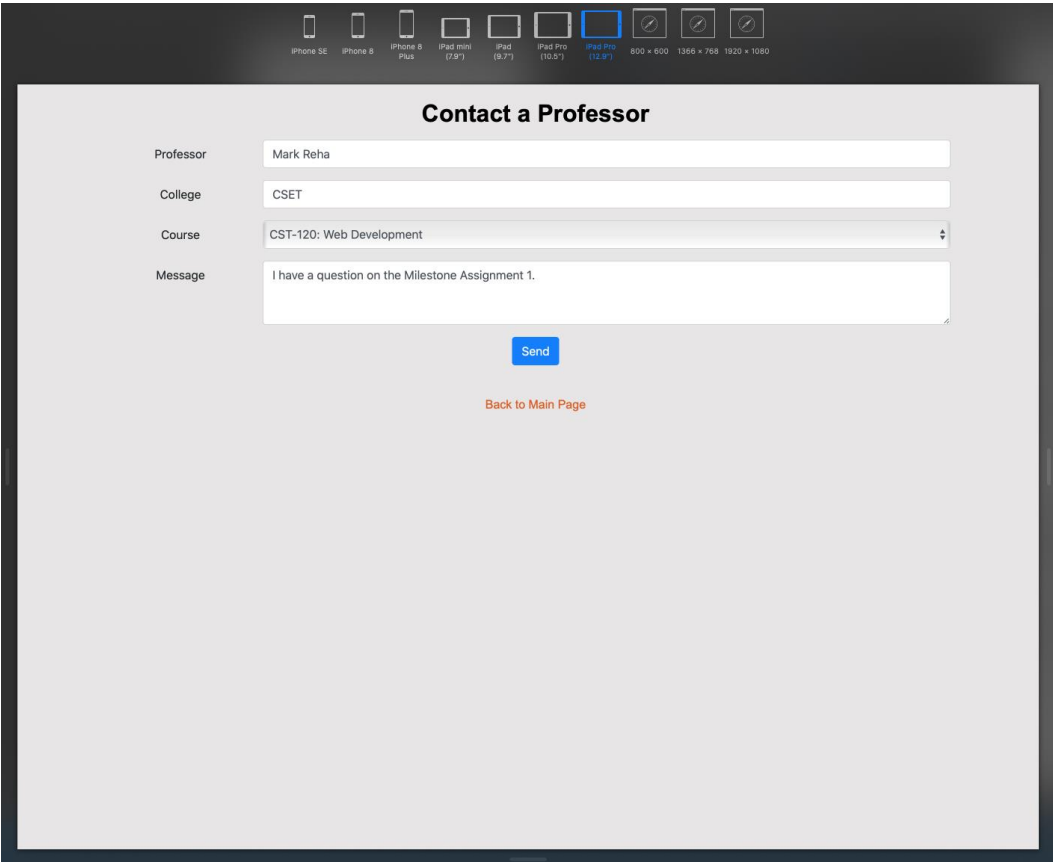 iPhone SE
iPhone 8
iPhone 8 Plus
iPad mini (7.9")
iPad (9.7")
iPad Pro (10.5")
iPad Pro (12.9")
800 × 600
1366 × 768
1920 × 1080
Contact a Professor
Professor
Mark Reha
College
CSET
Course
CST-120: Web Development
Message
I have a question on the Milestone Assignment 1.
Send
Back to Main Page